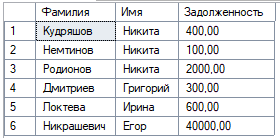 Фамилия Имя Задолженность
1 Кудряшов Никита 400,00
2 Немтинов Никита 100,00
3 Родионов Никита 2000,00
4 Дмитриев Григорий 300,00
5 Локтева Ирина 600,00
6 Никрашевич Егор 40000,00